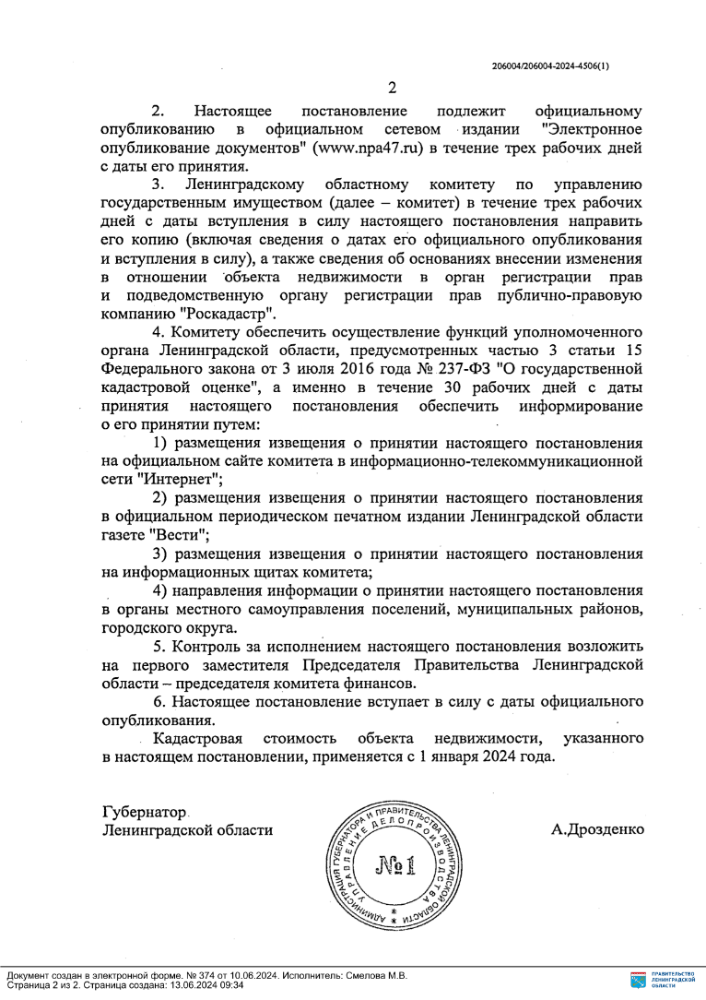 206004/206004-2024-4506(1)
2
2. Настоящее постановление подлежит официальному
опубликованию в официальном сетевом издании "Электронное
опубликование документов" (www.npa47.ru) в течение трех рабочих дней
с даты его принятия.
3. Ленинградскому областному комитету по управлению
государственным имуществом (далее – комитет) в течение трех рабочих
дней с даты вступления в силу настоящего постановления направить
его копию (включая сведения о датах его официального опубликования
и вступления в силу), а также сведения об основаниях внесении изменения
в отношении объекта недвижимости в орган регистрации прав
и подведомственную органу регистрации прав публично-правовую
компанию "Роскадастр".
4. Комитету обеспечить осуществление функций уполномоченного
органа Ленинградской области, предусмотренных частью 3 статьи 15
Федерального закона от 3 июля 2016 года № 237-ФЗ "О государственной
кадастровой оценке", а именно в течение 30 рабочих дней с даты
принятия настоящего постановления обеспечить информирование
о его принятии путем:
1) размещения извещения о принятии настоящего постановления
на официальном сайте комитета в информационно-телекоммуникационной
сети "Интернет";
2) размещения извещения о принятии настоящего постановления
в официальном периодическом печатном издании Ленинградской области
газете "Вести";
3) размещения извещения о принятии настоящего постановления
на информационных щитах комитета;
4) направления информации о принятии настоящего постановления
в органы местного самоуправления поселений, муниципальных районов,
городского округа.
5. Контроль за исполнением настоящего постановления возложить
на первого заместителя Председателя Правительства Ленинградской
области – председателя комитета финансов.
6. Настоящее постановление вступает в силу с даты официального
опубликования.
Кадастровая стоимость объекта недвижимости, указанного
в настоящем постановлении, применяется с 1 января 2024 года.
Губернатор
Ленинградской области
А.Дрозденко
АДМИНИСТРАЦИЯ ГУБЕРНАТОРА И ПРАВИТЕЛЬСТВА ЛЕНИНГРАДСКОЙ ОБЛАСТИ *
УПРАВЛЕНИЕ ДЕЛОПРОИЗВОДСТВА *
№1
Документ создан в электронной форме. № 374 от 10.06.2024. Исполнитель: Смелова М.В.
Страница 2 из 2. Страница создана: 13.06.2024 09:34
ПРАВИТЕЛЬСТВО
ЛЕНИНГРАДСКОЙ
ОБЛАСТИ